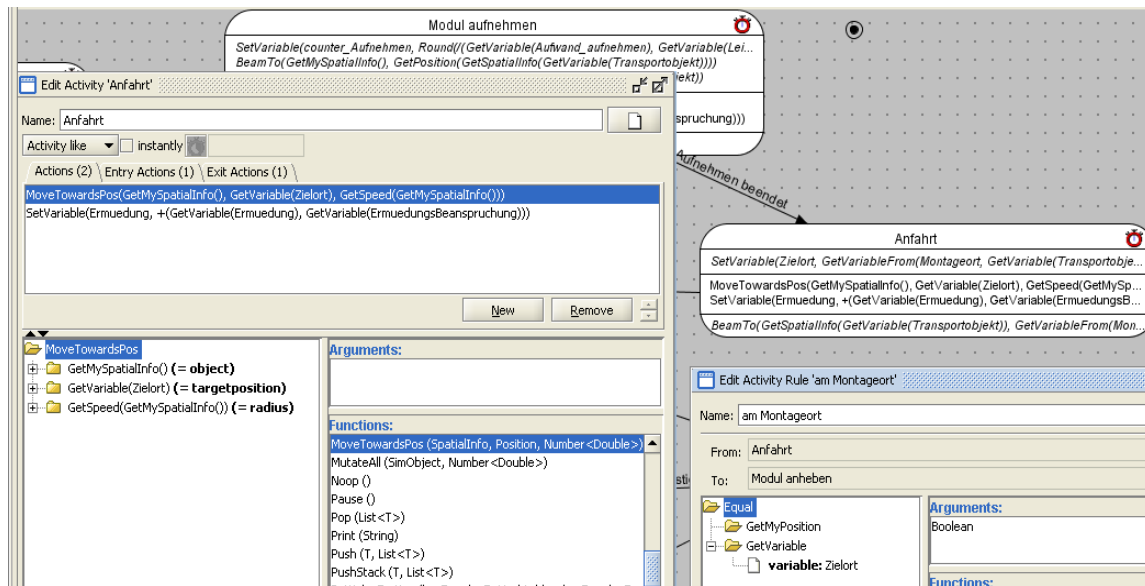 Modul aufnehmen
SetVariable(counter_Aufnehmen, Round(/(GetVariable(Aufwand_aufnehmen), GetVariable(Lei...
BeamTo(GetMySpatialInfo(), GetPosition(GetSpatialInfo(GetVariable(Transportobjekt))))
jekt))
spruchung)))
Edit Activity 'Anfahrt'
Name: Anfahrt
Activity like instantly
Actions (2) Entry Actions (1) Exit Actions (1)
MoveTowardsPos(GetMySpatialInfo(), GetVariable(Zielort), GetSpeed(GetMySpatialInfo()))
SetVariable(Ermuedung, +(GetVariable(Ermuedung), GetVariable(ErmuedungsBeanspruchung)))
New Remove
Aufnehmen beendet
Anfahrt
SetVariable(Zielort, GetVariableFrom(Montageort, GetVariable(Transportobje...
MoveTowardsPos(GetMySpatialInfo(), GetVariable(Zielort), GetSpeed(GetMySp...
SetVariable(Ermuedung, +(GetVariable(Ermuedung), GetVariable(ErmuedungsB...
BeamTo(GetSpatialInfo(GetVariable(Transportobjekt)), GetVariableFrom(Mon...
MoveTowardsPos
GetMySpatialInfo() (= object)
GetVariable(Zielort) (= targetposition)
GetSpeed(GetMySpatialInfo()) (= radius)
Arguments:
Functions:
MoveTowardsPos (SpatialInfo, Position, Number<Double>)
MutateAll (SimObject, Number<Double>)
Noop ()
Pause ()
Pop (List<T>)
Print (String)
Push (T, List<T>)
PushStack (T, List<T>)
Edit Activity Rule 'am Montageort'
Name: am Montageort
From: Anfahrt
To: Modul anheben
Equal
GetMyPosition
GetVariable
variable: Zielort
Arguments:
Boolean
Functions: